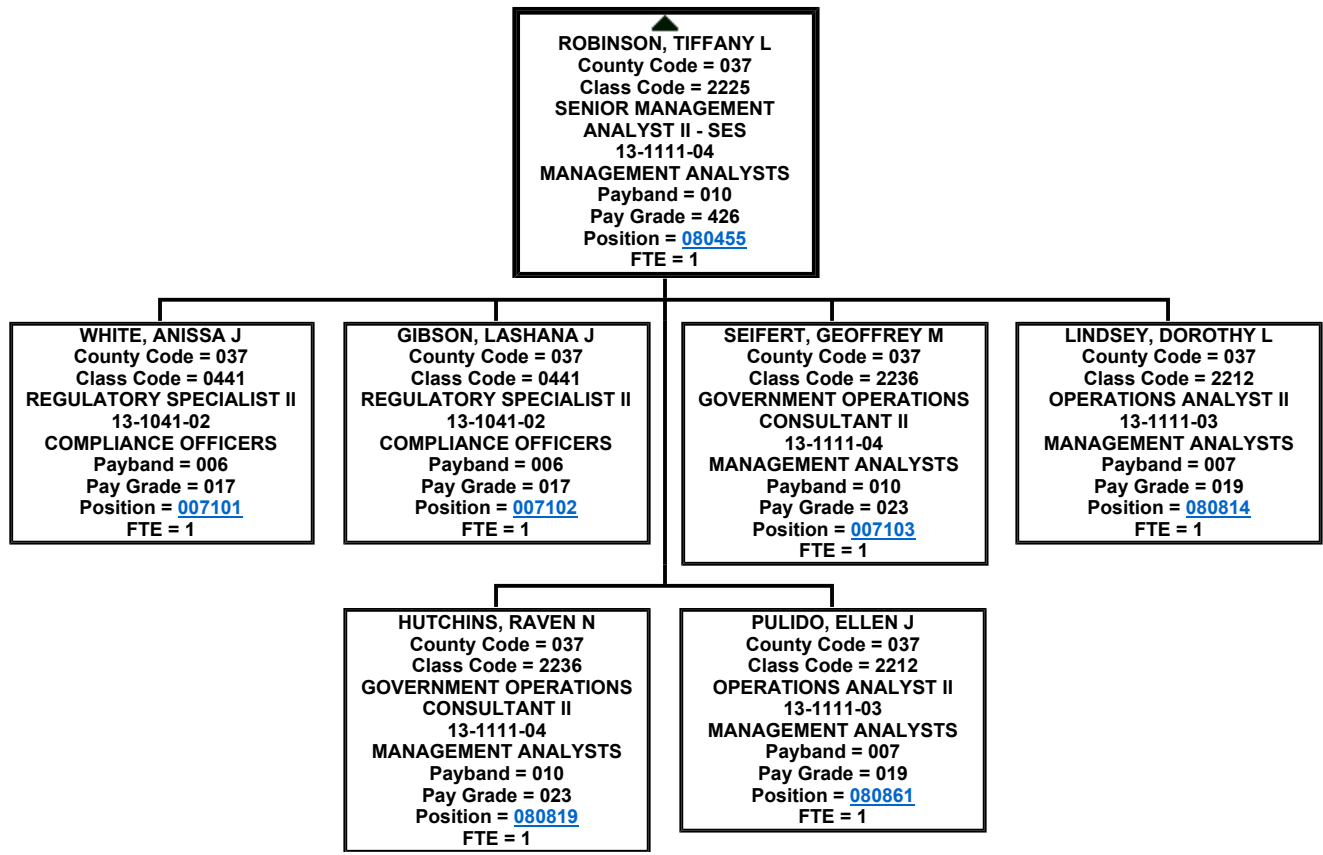 ROBINSON, TIFFANY L
County Code = 037
Class Code = 2225
SENIOR MANAGEMENT
ANALYST II - SES
13-1111-04
MANAGEMENT ANALYSTS
Payband = 010
Pay Grade = 426
Position = 080455
FTE = 1
WHITE, ANISSA J
County Code = 037
Class Code = 0441
REGULATORY SPECIALIST II
13-1041-02
COMPLIANCE OFFICERS
Payband = 006
Pay Grade = 017
Position = 007101
FTE = 1
GIBSON, LASHANA J
County Code = 037
Class Code = 0441
REGULATORY SPECIALIST II
13-1041-02
COMPLIANCE OFFICERS
Payband = 006
Pay Grade = 017
Position = 007102
FTE = 1
SEIFERT, GEOFFREY M
County Code = 037
Class Code = 2236
GOVERNMENT OPERATIONS
CONSULTANT II
13-1111-04
MANAGEMENT ANALYSTS
Payband = 010
Pay Grade = 023
Position = 007103
FTE = 1
LINDSEY, DOROTHY L
County Code = 037
Class Code = 2212
OPERATIONS ANALYST II
13-1111-03
MANAGEMENT ANALYSTS
Payband = 007
Pay Grade = 019
Position = 080814
FTE = 1
HUTCHINS, RAVEN N
County Code = 037
Class Code = 2236
GOVERNMENT OPERATIONS
CONSULTANT II
13-1111-04
MANAGEMENT ANALYSTS
Payband = 010
Pay Grade = 023
Position = 080819
FTE = 1
PULIDO, ELLEN J
County Code = 037
Class Code = 2212
OPERATIONS ANALYST II
13-1111-03
MANAGEMENT ANALYSTS
Payband = 007
Pay Grade = 019
Position = 080861
FTE = 1